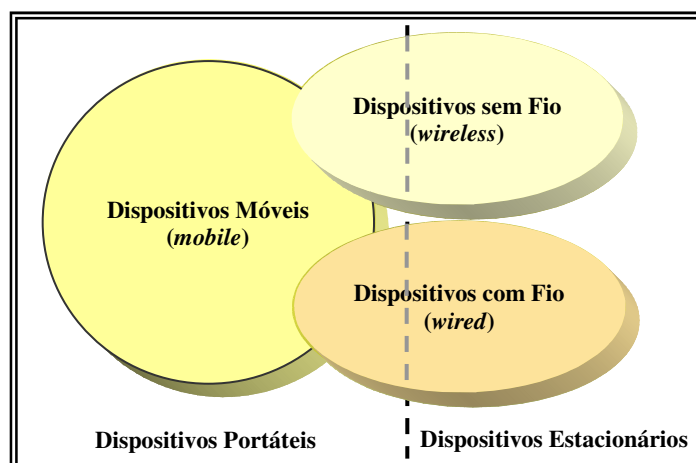 Dispositivos sem Fio
(wireless)
Dispositivos Móveis
(mobile)
Dispositivos com Fio
(wired)
Dispositivos Portáteis
Dispositivos Estacionários